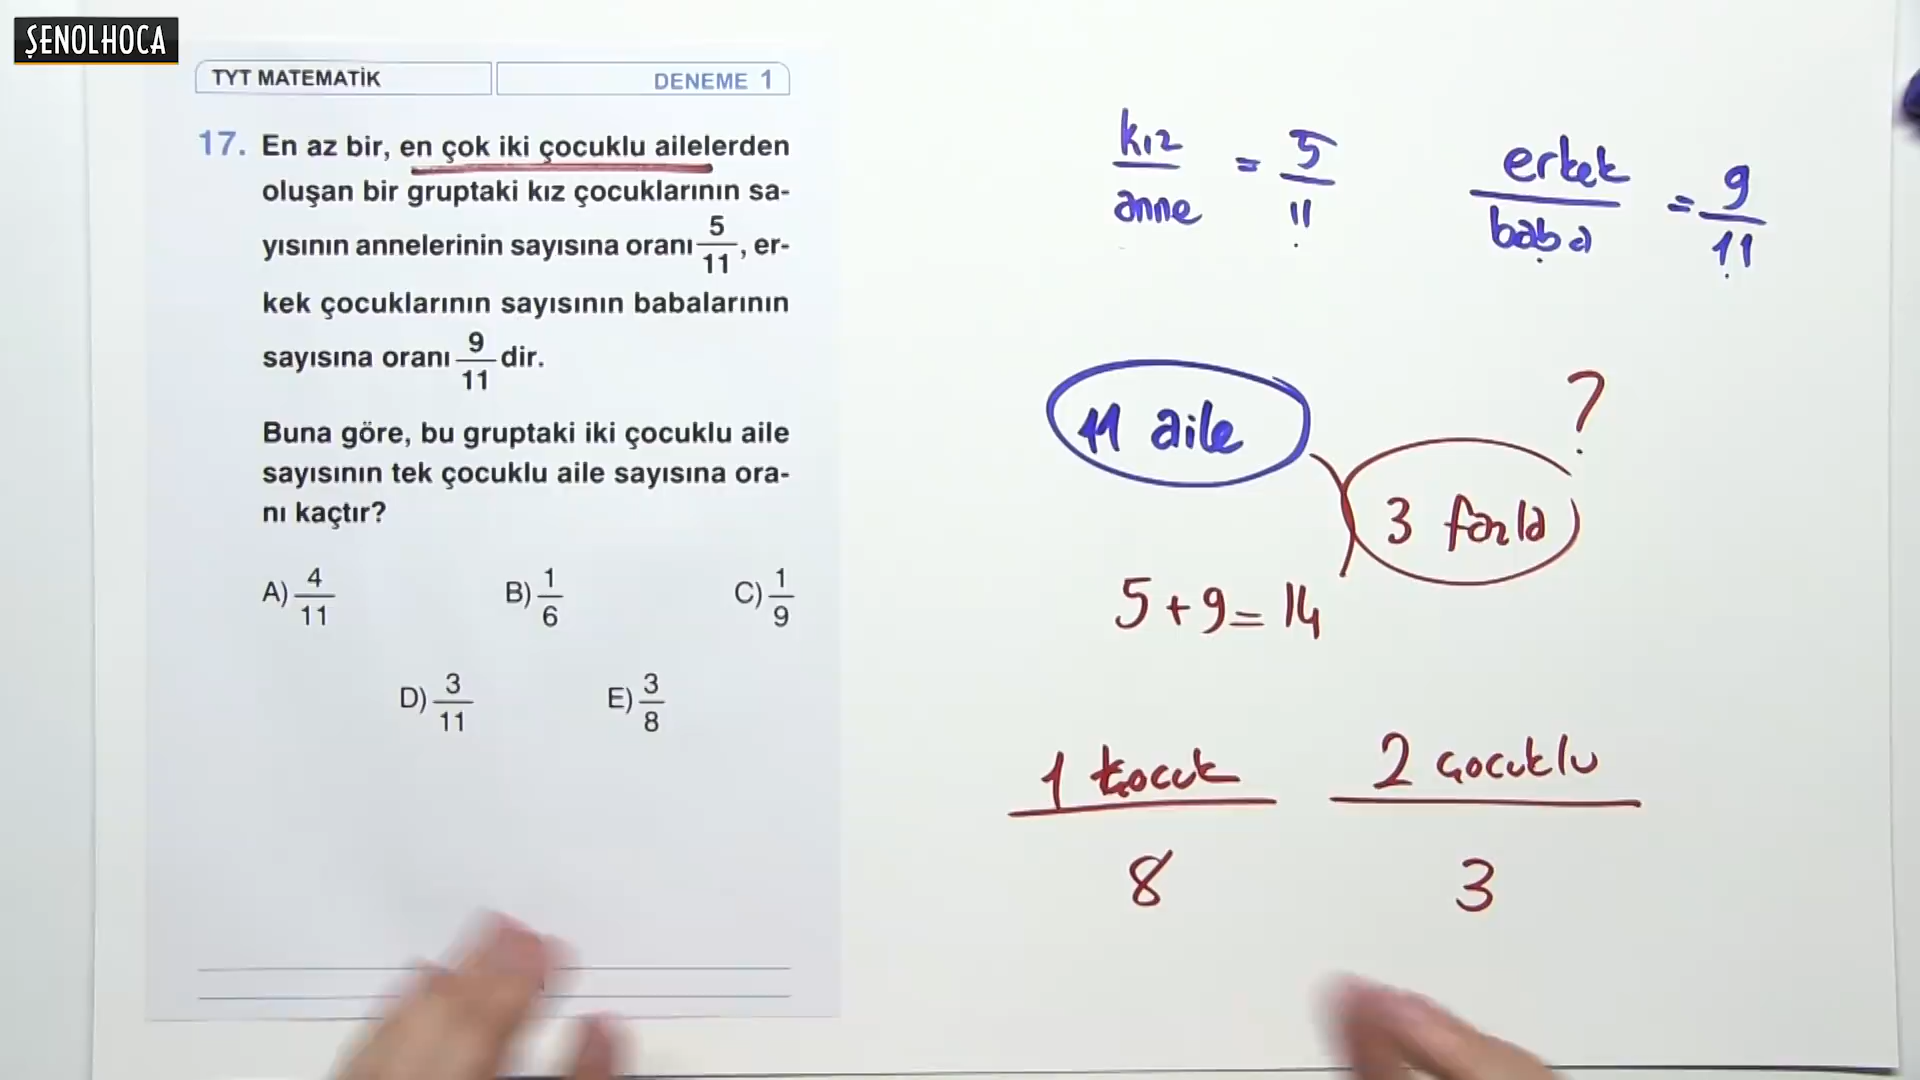 ŞENOLHOCA
TYT MATEMATİK
DENEME 1
17. En az bir, en çok iki çocuklu ailelerden
oluşan bir gruptaki kız çocuklarının sa-
yısının annelerinin sayısına oranı 5/11, er-
kek çocuklarının sayısının babalarının
sayısına oranı 9/11 dir.
Buna göre, bu gruptaki iki çocuklu aile
sayısının tek çocuklu aile sayısına ora-
nı kaçtır?
A) 4/11 B) 1/6 C) 1/9
D) 3/11 E) 3/8
kız/anne = 5/11
erkek/baba = 9/11
11 aile
?
3 fazla
5+9=14
1 çocuk
2 çocuklu
8
3